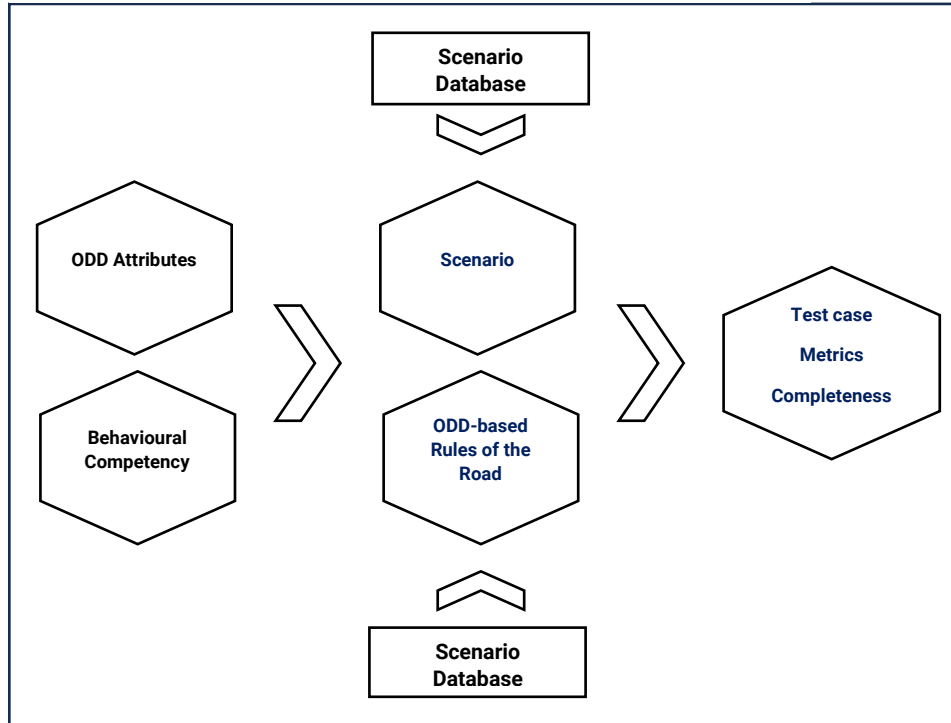 Scenario
Database
ODD Attributes
Behavioural
Competency
Scenario
ODD-based
Rules of the
Road
Test case
Metrics
Completeness
Scenario
Database